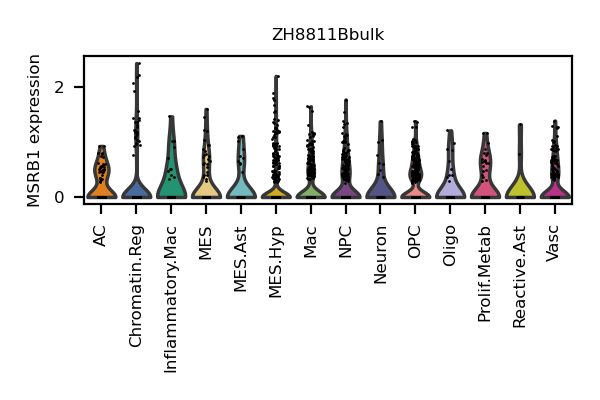 ZH8811Bbulk
MSRB1 expression
2
0
AC
Chromatin.Reg
Inflammatory.Mac
MES
MES.Ast
MES.Hyp
Mac
NPC
Neuron
OPC
Oligo
Prolif.Metab
Reactive.Ast
Vasc